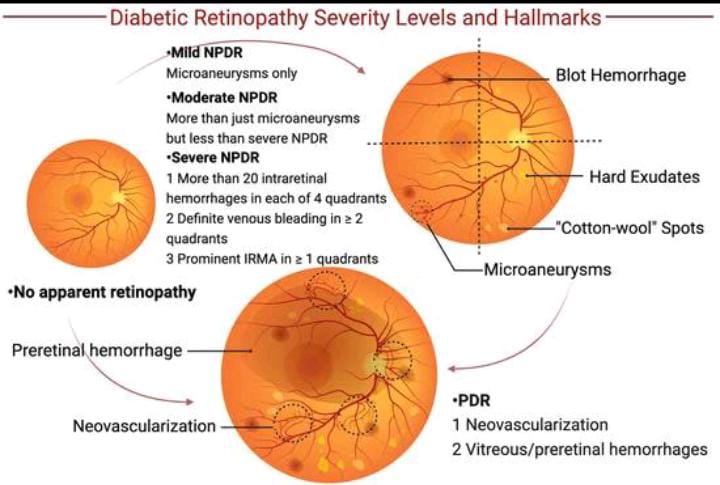 Diabetic Retinopathy Severity Levels and Hallmarks
•Mild NPDR
Microaneurysms only
•Moderate NPDR
More than just microaneurysms
but less than severe NPDR
•Severe NPDR
1 More than 20 intraretinal
hemorrhages in each of 4 quadrants
2 Definite venous bleeding in ≥ 2
quadrants
3 Prominent IRMA in ≥ 1 quadrants
Blot Hemorrhage
Hard Exudates
"Cotton-wool" Spots
Microaneurysms
•No apparent retinopathy
Preretinal hemorrhage
Neovascularization
•PDR
1 Neovascularization
2 Vitreous/preretinal hemorrhages